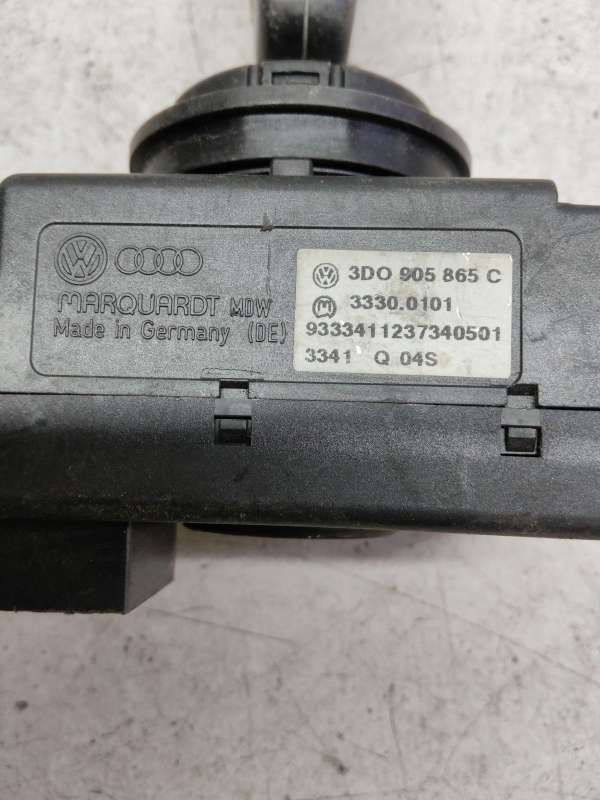 MARQUARDT MDW
Made in Germany (DE)
3D0 905 865 C
3330.0101
9333411237340501
3341 Q 04S